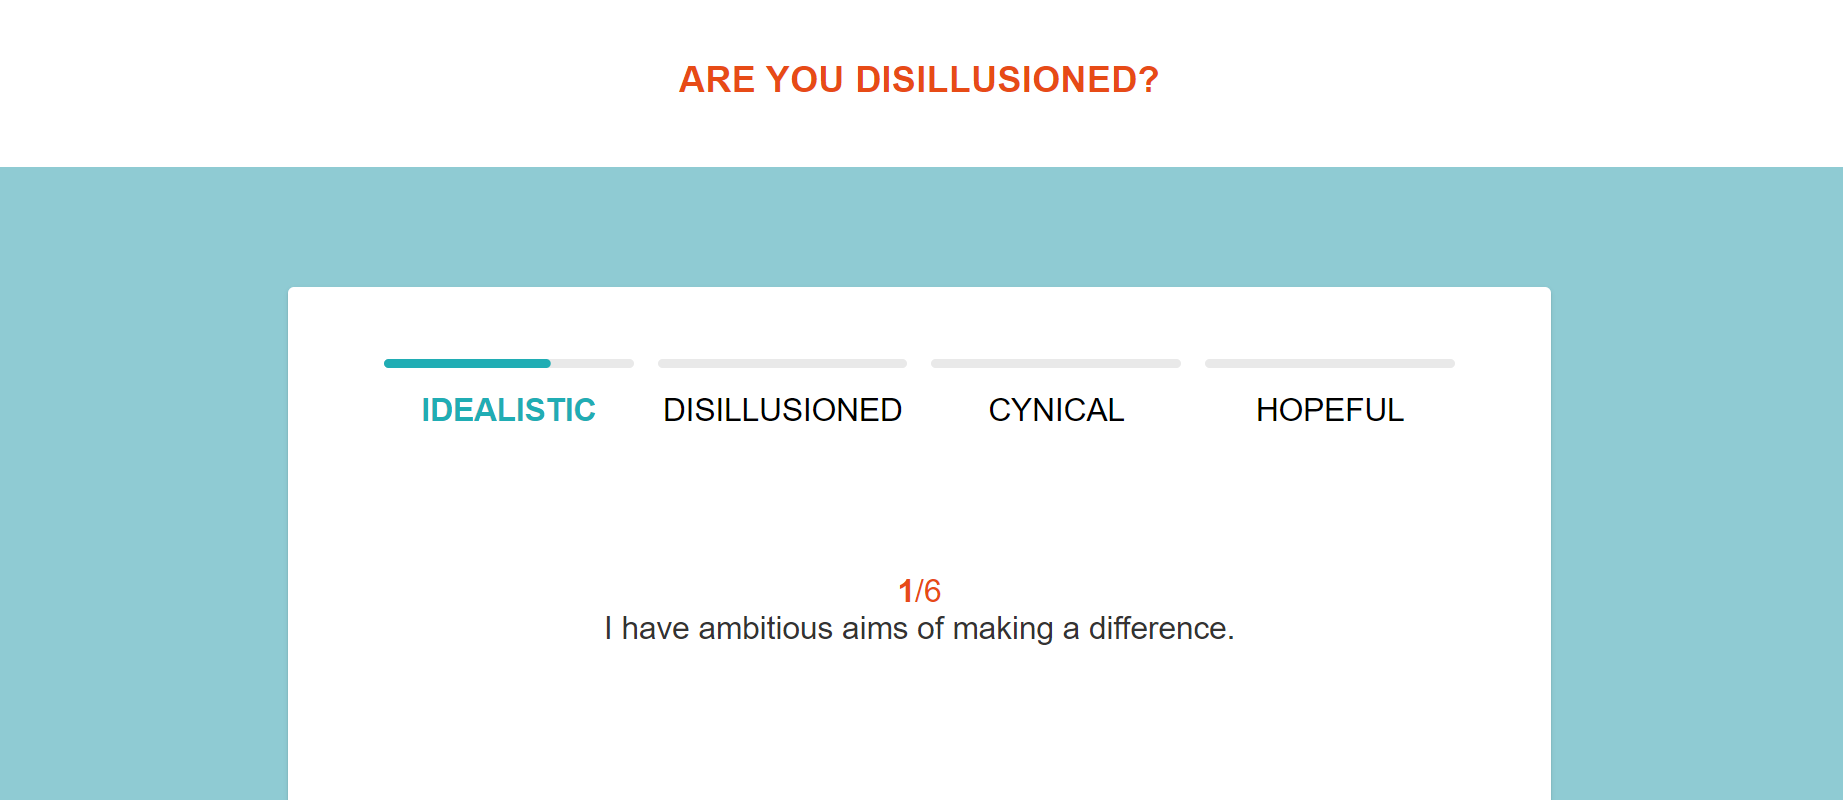 ARE YOU DISILLUSIONED?
IDEALISTIC DISILLUSIONED CYNICAL HOPEFUL
1/6
I have ambitious aims of making a difference.